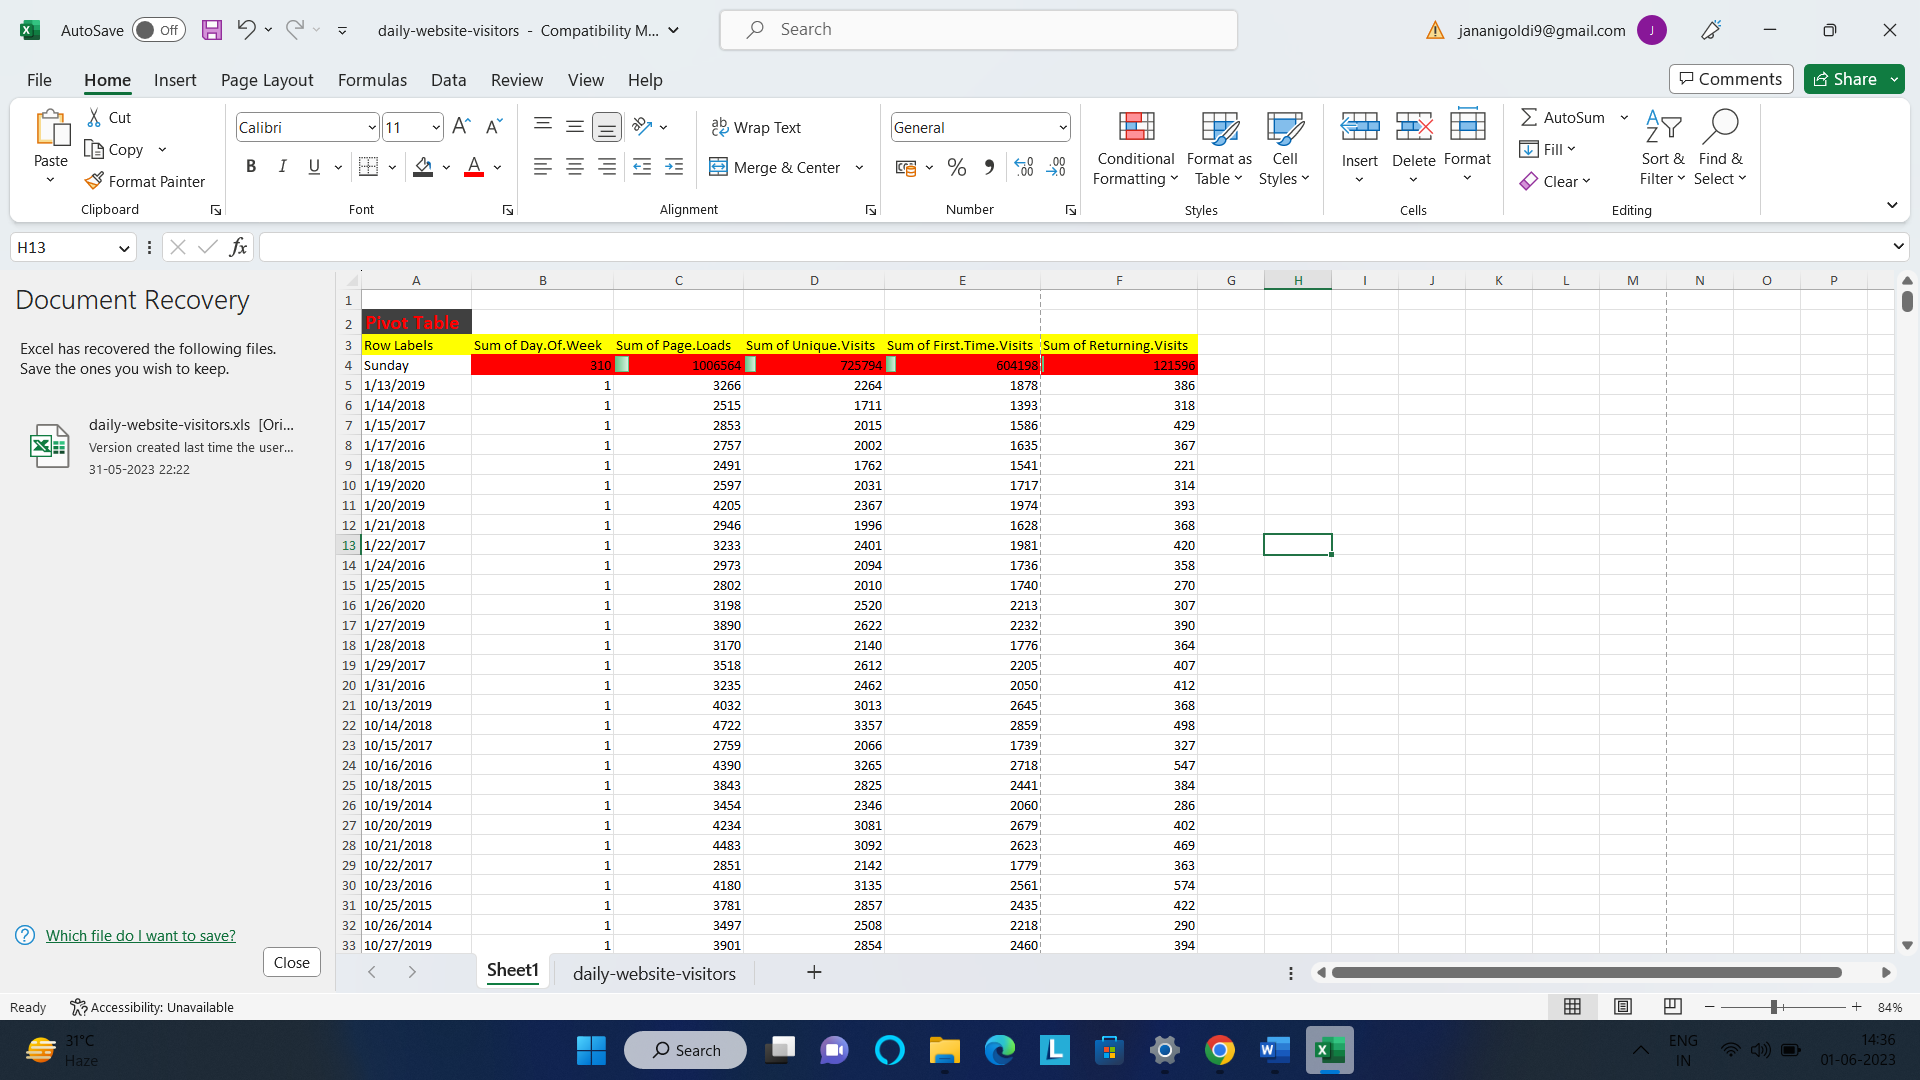 AutoSave Off daily-website-visitors - Compatibility M... Search jananigoldi9@gmail.com J
File Home Insert Page Layout Formulas Data Review View Help Comments Share
Paste Cut Copy Format Painter Clipboard
Calibri 11 B I U A Font
Wrap Text Merge & Center Alignment
General % Number
Conditional Formatting Format as Table Cell Styles Styles
Insert Delete Format Cells
AutoSum Fill Clear Sort & Filter Find & Select Editing
H13 fx
Document Recovery
Excel has recovered the following files.
Save the ones you wish to keep.
daily-website-visitors.xls [Ori...
Version created last time the user...
31-05-2023 22:22
Which file do I want to save?
Close
A B C D E F G H I J K L M N O P
1
2 Pivot Table
3 Row Labels Sum of Day.Of.Week Sum of Page.Loads Sum of Unique.Visits Sum of First.Time.Visits Sum of Returning.Visits
4 Sunday 310 1006564 725794 604198 121596
5 1/13/2019 1 3266 2264 1878 386
6 1/14/2018 1 2515 1711 1393 318
7 1/15/2017 1 2853 2015 1586 429
8 1/17/2016 1 2757 2002 1635 367
9 1/18/2015 1 2491 1762 1541 221
10 1/19/2020 1 2597 2031 1717 314
11 1/20/2019 1 4205 2367 1974 393
12 1/21/2018 1 2946 1996 1628 368
13 1/22/2017 1 3233 2401 1981 420
14 1/24/2016 1 2973 2094 1736 358
15 1/25/2015 1 2802 2010 1740 270
16 1/26/2020 1 3198 2520 2213 307
17 1/27/2019 1 3890 2622 2232 390
18 1/28/2018 1 3170 2140 1776 364
19 1/29/2017 1 3518 2612 2205 407
20 1/31/2016 1 3235 2462 2050 412
21 10/13/2019 1 4032 3013 2645 368
22 10/14/2018 1 4722 3357 2859 498
23 10/15/2017 1 2759 2066 1739 327
24 10/16/2016 1 4390 3265 2718 547
25 10/18/2015 1 3843 2825 2441 384
26 10/19/2014 1 3454 2346 2060 286
27 10/20/2019 1 4234 3081 2679 402
28 10/21/2018 1 4483 3092 2623 469
29 10/22/2017 1 2851 2142 1779 363
30 10/23/2016 1 4180 3135 2561 574
31 10/25/2015 1 3781 2857 2435 422
32 10/26/2014 1 3497 2508 2218 290
33 10/27/2019 1 3901 2854 2460 394
Sheet1 daily-website-visitors
Ready Accessibility: Unavailable 84%
31°C
Haze
Search
ENG
IN
14:36
01-06-2023